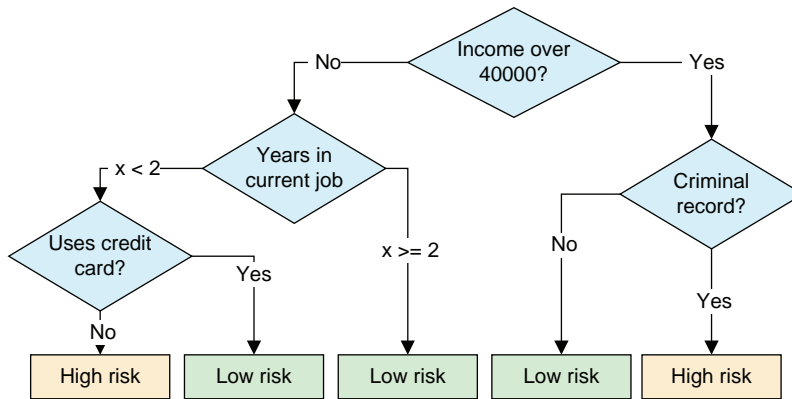 Income over
40000?
No
Yes
Years in
current job
x < 2
Criminal
record?
Uses credit
card?
Yes
x >= 2
No
No
Yes
High risk
Low risk
Low risk
Low risk
High risk